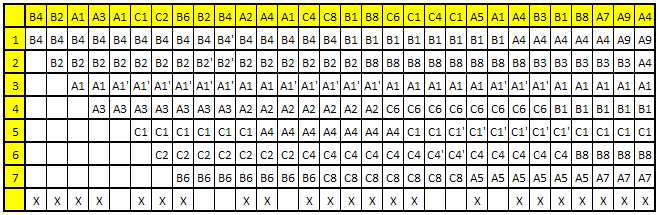 B4 B2 A1 A3 A1 C1 C2 B6 B2 B4 A2 A4 A1 C4 C8 B1 B8 C6 C1 C4 C1 A5 A1 A4 B3 B1 B8 A7 A9 A4
1 B4 B4 B4 B4 B4 B4 B4 B4 B4 B4' B4 B4 B4 B4 B4 B1 B1 B1 B1 B1 B1 B1 B1 A4 A4 A4 A4 A4 A9 A9
2 B2 B2 B2 B2 B2 B2 B2 B2' B2' B2 B2 B2 B2 B2 B2 B8 B8 B8 B8 B8 B8 B8 B8 B3 B3 B3 B3 B3 A4
3 A1 A1 A1' A1' A1' A1' A1' A1' A1' A1' A1' A1' A1' A1' A1' A1' A1' A1' A1' A1' A1' A1' A1' A1' A1' A1' A1' A1'
4 A3 A3 A3 A3 A3 A3 A3 A2 A2 A2 A2 A2 A2 A2 C6 C6 C6 C6 C6 C6 C6 C6 B1 B1 B1 B1 B1
5 C1 C1 C1 C1 C1 C1 A4 A4 A4 A4 A4 A4 A4 C1 C1 C1' C1' C1' C1' C1' C1 C1 C1 C1 C1
6 C2 C2 C2 C2 C2 C2 C2 C4 C4 C4 C4 C4 C4 C4' C4' C4 C4 C4 C4 C4 B8 B8 B8 B8
7 B6 B6 B6 B6 B6 B6 B6 C8 C8 C8 C8 C8 C8 C8 A5 A5 A5 A5 A5 A5 A7 A7 A7
X X X X X X X X X X X X X X X X X X X X X X X